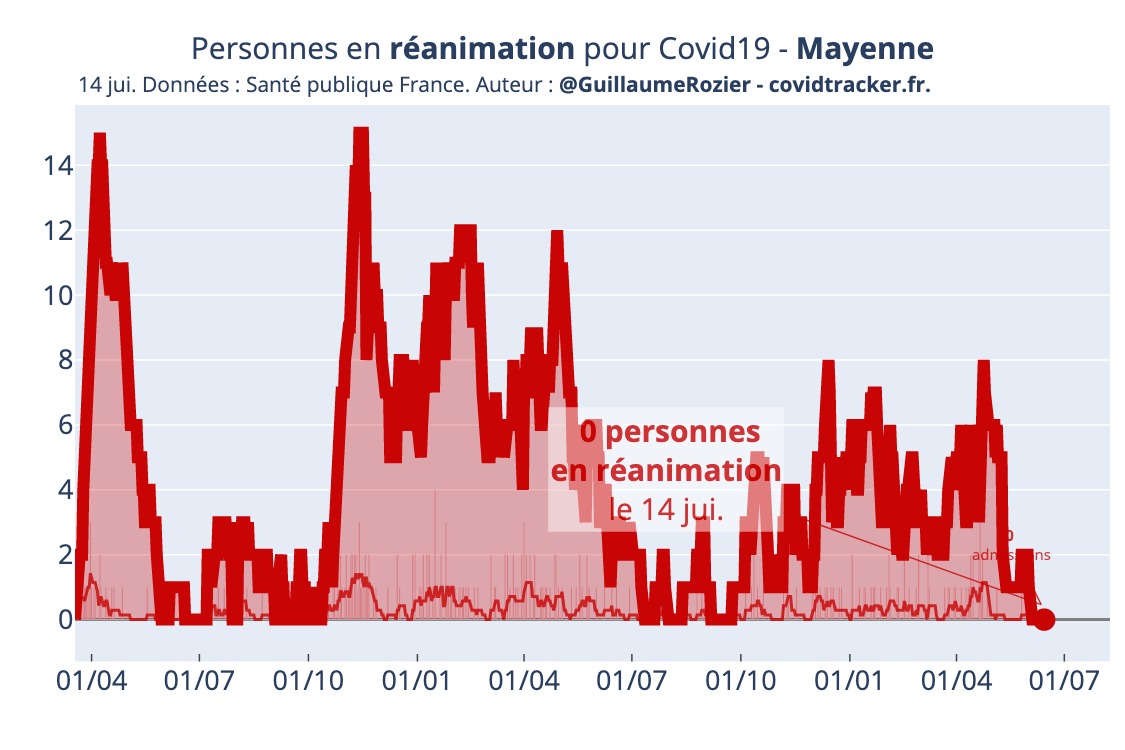 Personnes en réanimation pour Covid19 - Mayenne
14 jui. Données : Santé publique France. Auteur : @GuillaumeRozier - covidtracker.fr.
14
12
10
8
6
4
2
0
0 personnes
en réanimation
le 14 jui.
0
admissions
01/04 01/07 01/10 01/01 01/04 01/07 01/10 01/01 01/04 01/07